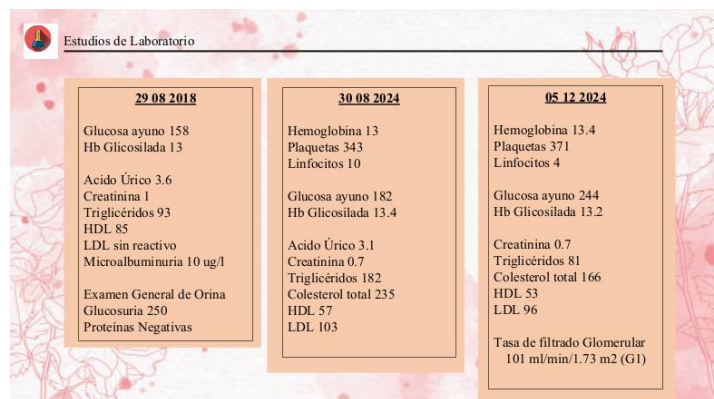 Estudios de Laboratorio
29 08 2018
Glucosa ayuno 158
Hb Glicosilada 13
Acido Úrico 3.6
Creatinina 1
Triglicéridos 93
HDL 85
LDL sin reactivo
Microalbuminuria 10 ug/l
Examen General de Orina
Glucosuria 250
Proteínas Negativas
30 08 2024
Hemoglobina 13
Plaquetas 343
Linfocitos 10
Glucosa ayuno 182
Hb Glicosilada 13.4
Acido Úrico 3.1
Creatinina 0.7
Triglicéridos 182
Colesterol total 235
HDL 57
LDL 103
05 12 2024
Hemoglobina 13.4
Plaquetas 371
Linfocitos 4
Glucosa ayuno 244
Hb Glicosilada 13.2
Creatinina 0.7
Triglicéridos 81
Colesterol total 166
HDL 53
LDL 96
Tasa de filtrado Glomerular
101 ml/min/1.73 m2 (G1)